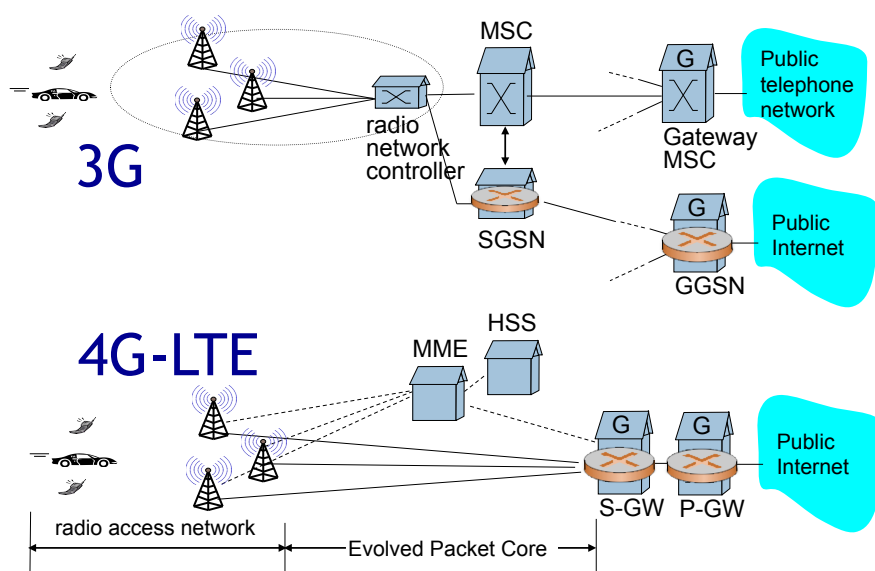 MSC
G
Public
telephone
network
radio
network
controller
Gateway
MSC
3G
SGSN
G
Public
Internet
GGSN
4G-LTE
MME
HSS
G
G
Public
Internet
S-GW
P-GW
radio access network
Evolved Packet Core